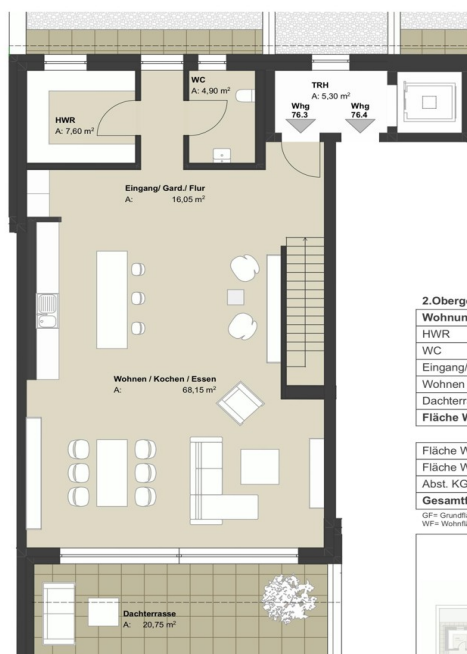 WC
A: 4,90 m²
TRH
A: 5,30 m²
Whg
76.3
Whg
76.4
HWR
A: 7,60 m²
Eingang/ Gard./ Flur
A: 16,05 m²
Wohnen / Kochen / Essen
A: 68,15 m²
Dachterrasse
A: 20,75 m²
2.Oberge
Wohnun
HWR
WC
Eingang/
Wohnen
Dachterr
Fläche W
Fläche W
Fläche W
Abst. KG
Gesamtf
GF= Grundflä
WF= Wohnflä